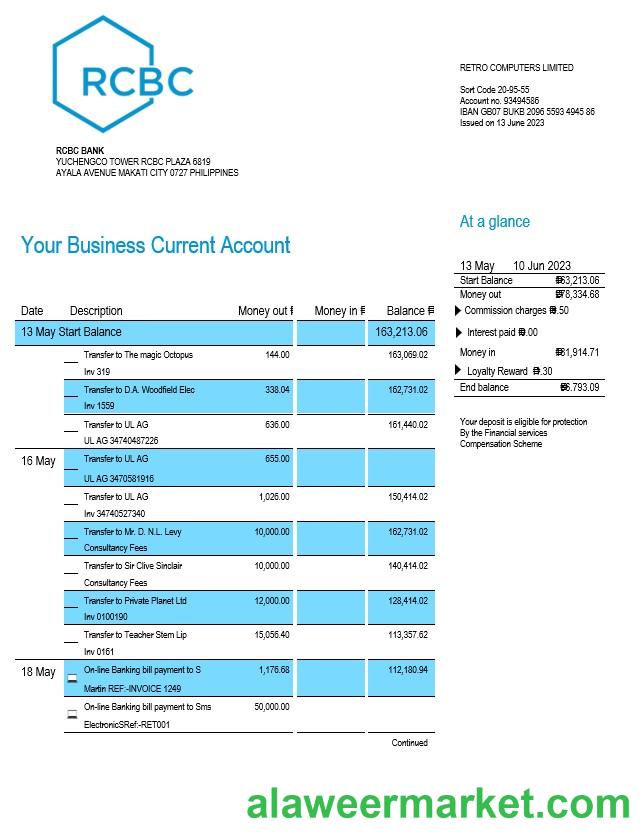 RCBC
RETRO COMPUTERS LIMITED
Sort Code 20-95-55
Account no. 93494586
IBAN GB07 BUKB 2096 5593 4945 86
Issued on 13 June 2023
RCBC BANK
YUCHENGCO TOWER RCBC PLAZA 6819
AYALA AVENUE MAKATI CITY 0727 PHILIPPINES
At a glance
Your Business Current Account
13 May 10 Jun 2023
Start Balance ₱63,213.06
Money out ₱78,334.68
Commission charges ₱.50
Interest paid ₱.00
Money in ₱81,914.71
Loyalty Reward ₱.30
End balance ₱6.793.09
Your deposit is eligible for protection
By the Financial services
Compensation Scheme
Date Description Money out ₱ Money in ₱ Balance ₱
13 May Start Balance 163,213.06
Transfer to The magic Octopus 144.00 163,069.02
Inv 319
Transfer to D.A. Woodfield Elec 338.04 162,731.02
Inv 1559
Transfer to UL AG 636.00 161,440.02
UL AG 34740487226
16 May Transfer to UL AG 655.00
UL AG 3470581916
Transfer to UL AG 1,026.00 150,414.02
Inv 34740527340
Transfer to Mr. D. N.L. Levy 10,000.00 162,731.02
Consultancy Fees
Transfer to Sir Clive Sinclair 10,000.00 140,414.02
Consultancy Fees
Transfer to Private Planet Ltd 12,000.00 128,414.02
Inv 0100190
Transfer to Teacher Stem Lip 15,056.40 113,357.62
Inv 0161
18 May On-line Banking bill payment to S 1,176.68 112,180.94
Martin REF:-INVOICE 1249
On-line Banking bill payment to Sms 50,000.00
ElectronicSRef:-RET001
Continued
alaweermarket.com